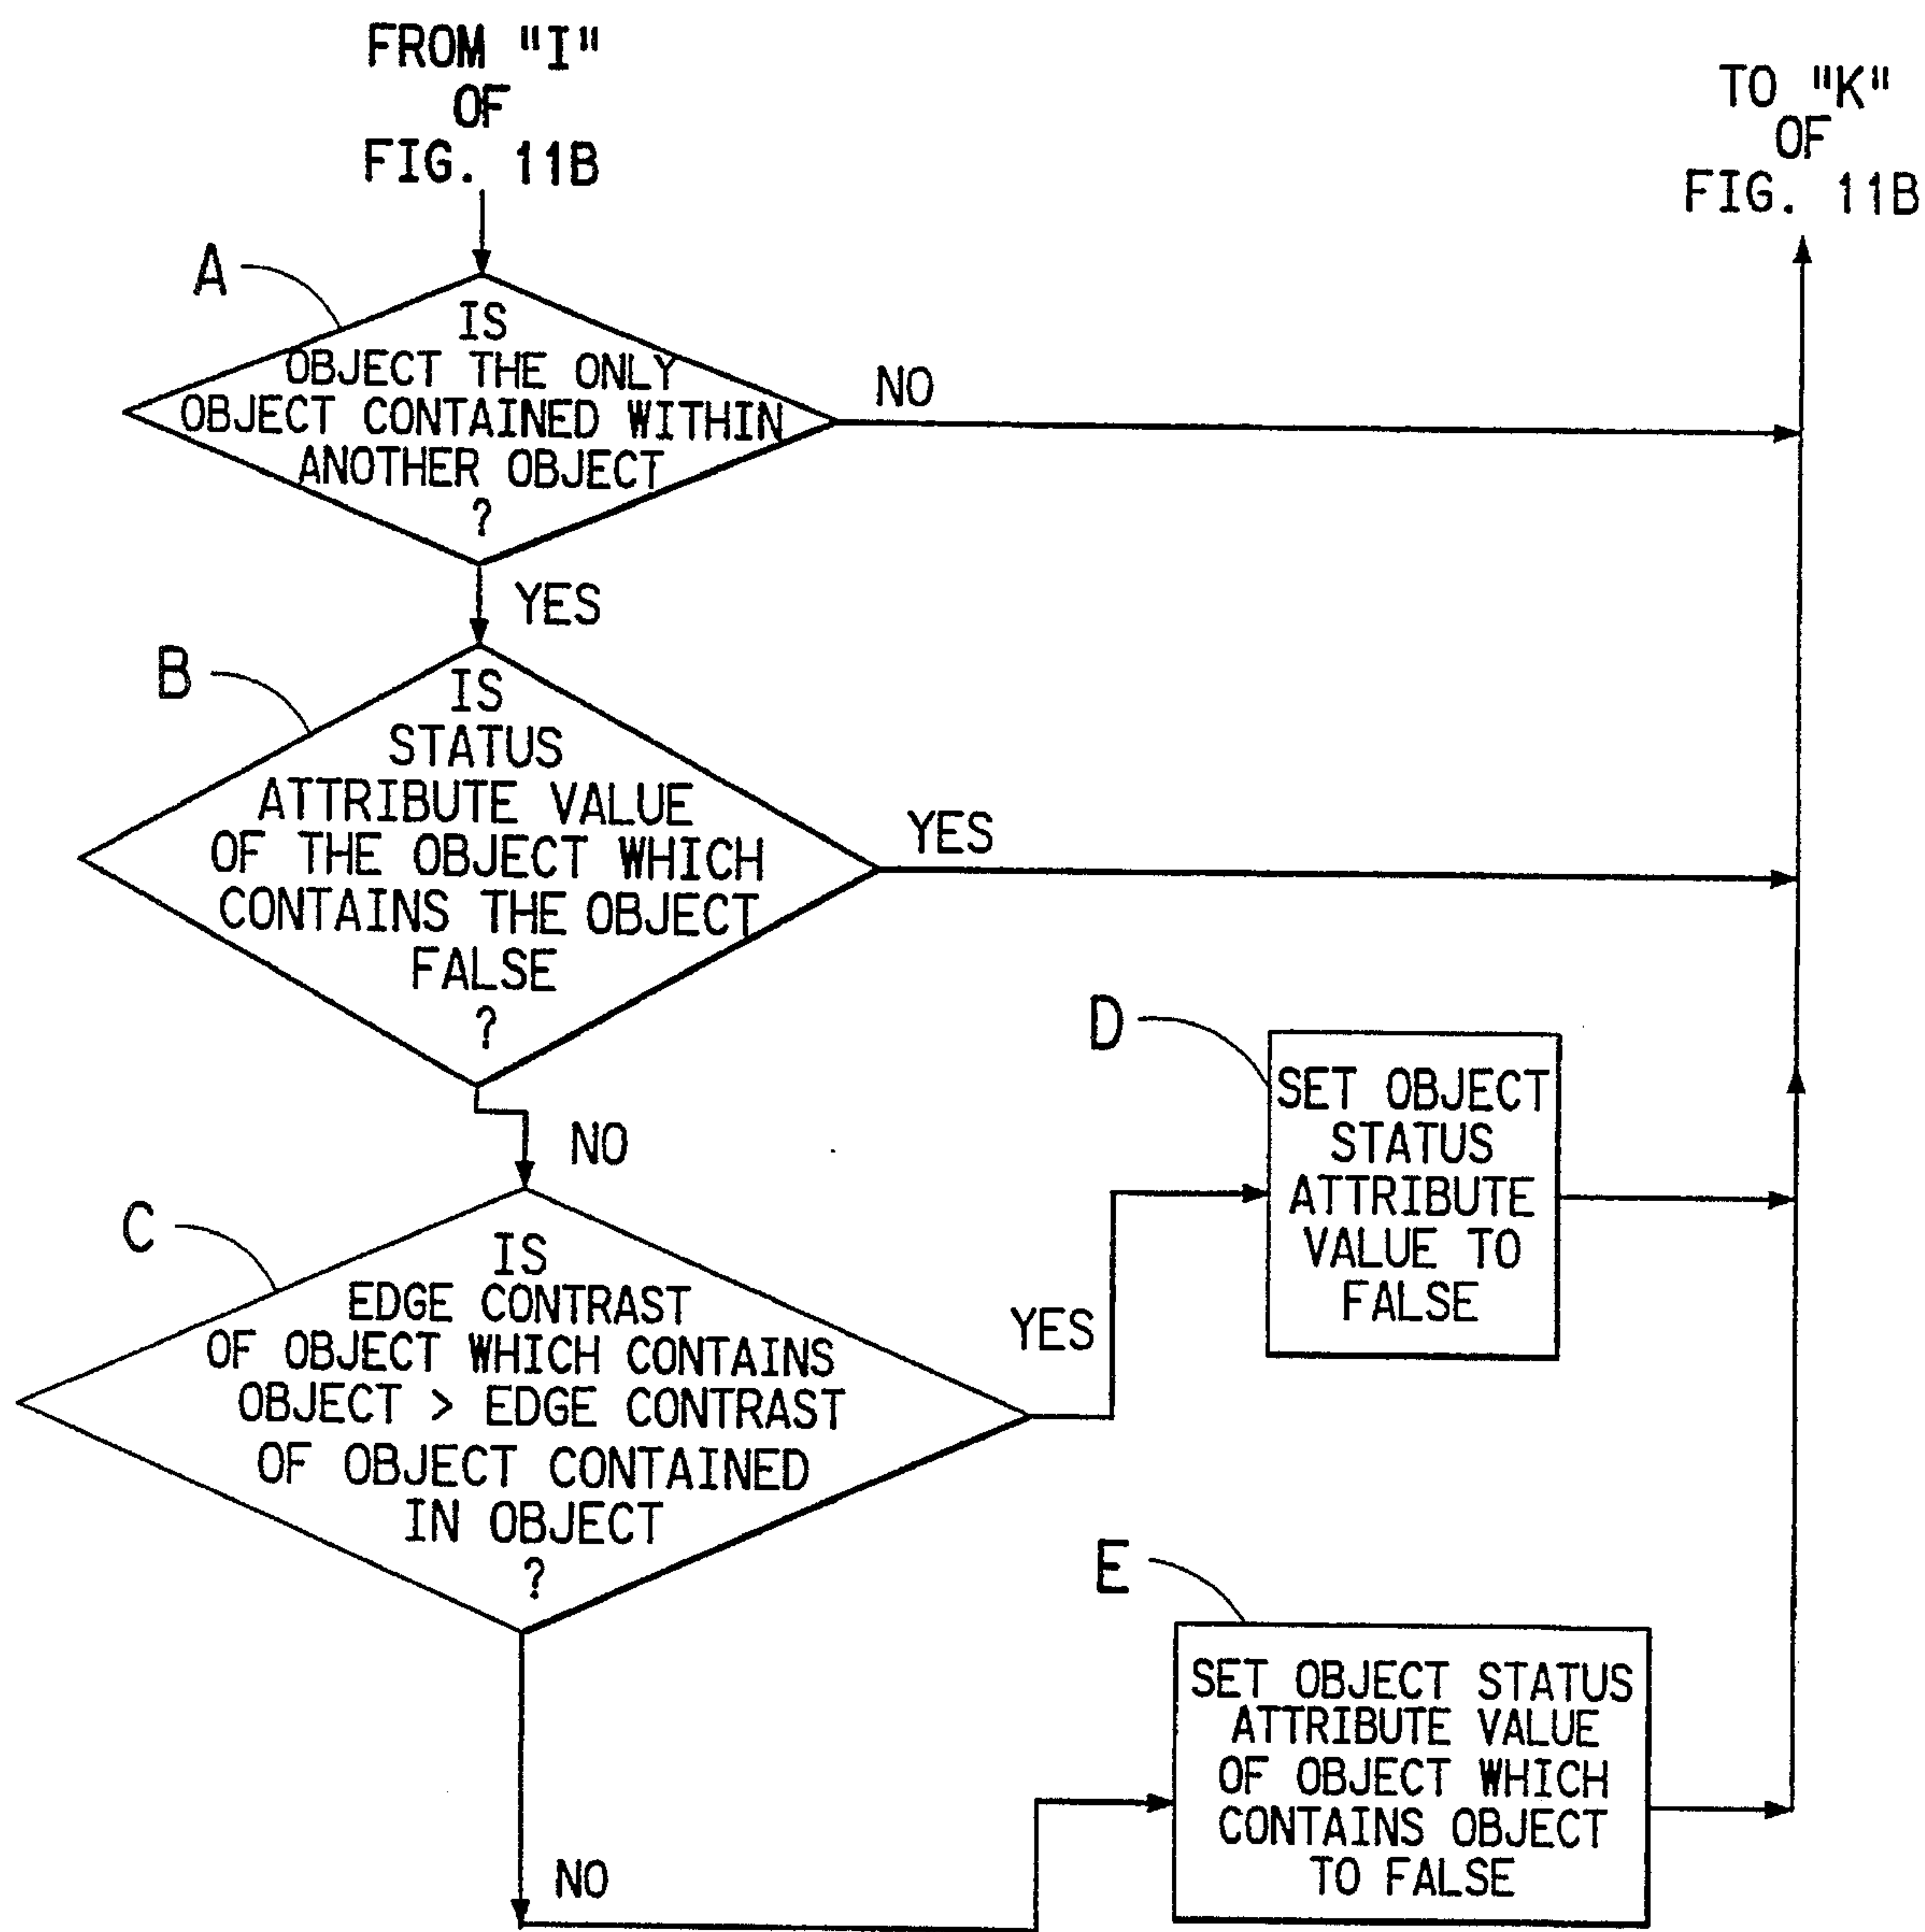 FROM "I"
OF
FIG. 11B
TO "K"
OF
FIG. 11B
A
IS
OBJECT THE ONLY
OBJECT CONTAINED WITHIN
ANOTHER OBJECT
?
NO
YES
B
IS
STATUS
ATTRIBUTE VALUE
OF THE OBJECT WHICH
CONTAINS THE OBJECT
FALSE
?
YES
NO
D
SET OBJECT
STATUS
ATTRIBUTE
VALUE TO
FALSE
C
IS
EDGE CONTRAST
OF OBJECT WHICH CONTAINS
OBJECT > EDGE CONTRAST
OF OBJECT CONTAINED
IN OBJECT
?
YES
NO
E
SET OBJECT STATUS
ATTRIBUTE VALUE
OF OBJECT WHICH
CONTAINS OBJECT
TO FALSE